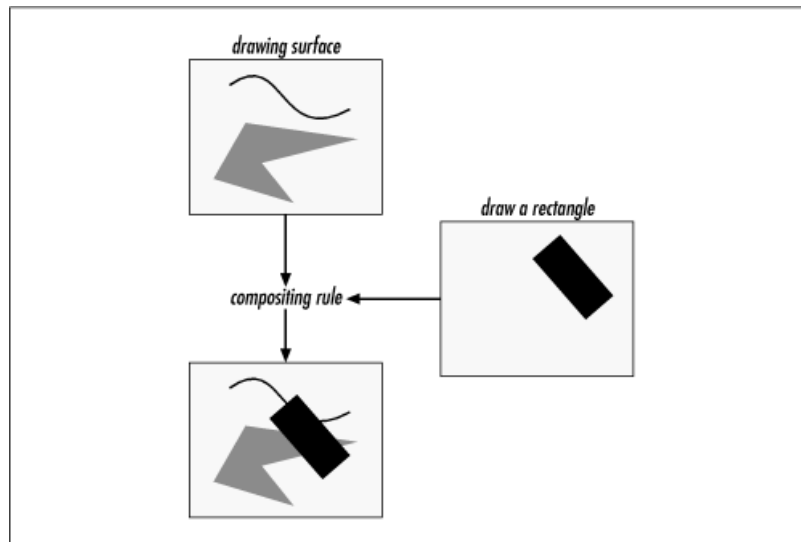 drawing surface
draw a rectangle
compositing rule